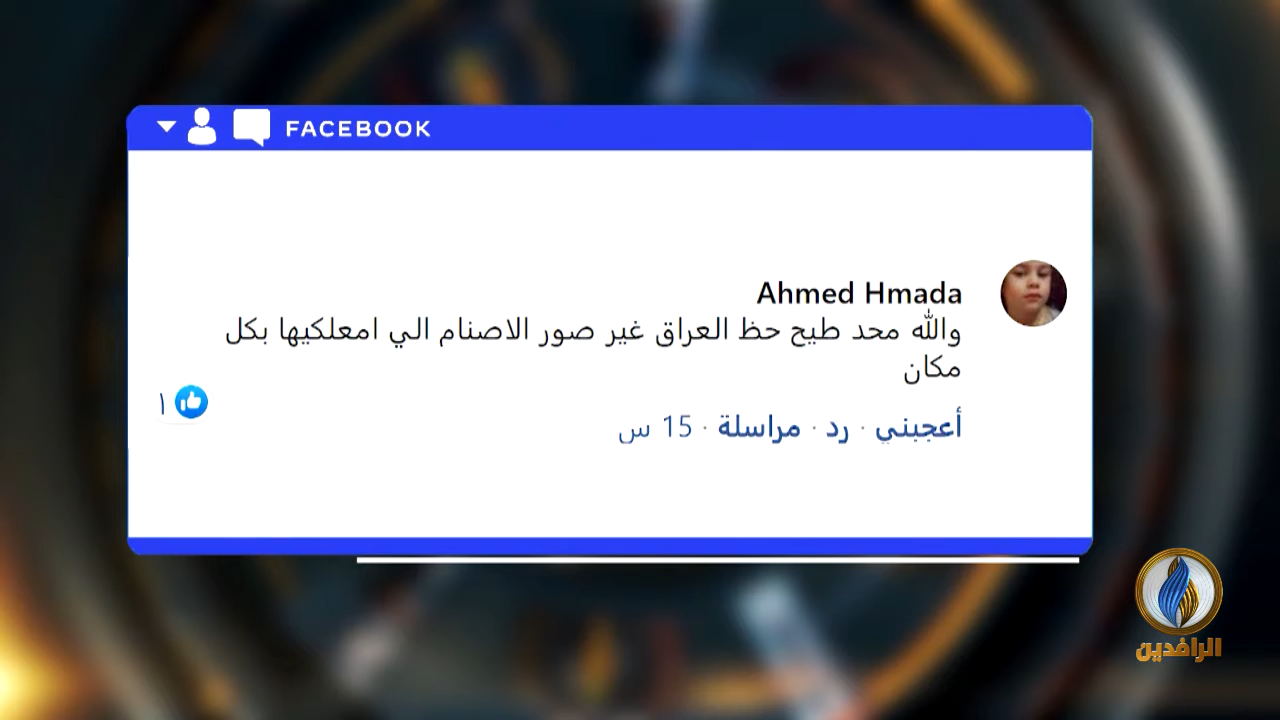 FACEBOOK
Ahmed Hmada
والله محد طيح حظ العراق غير صور الاصنام الي امعلكيها بكل
مكان
١
أعجبني · رد · مراسلة · 15 س
الرافدين